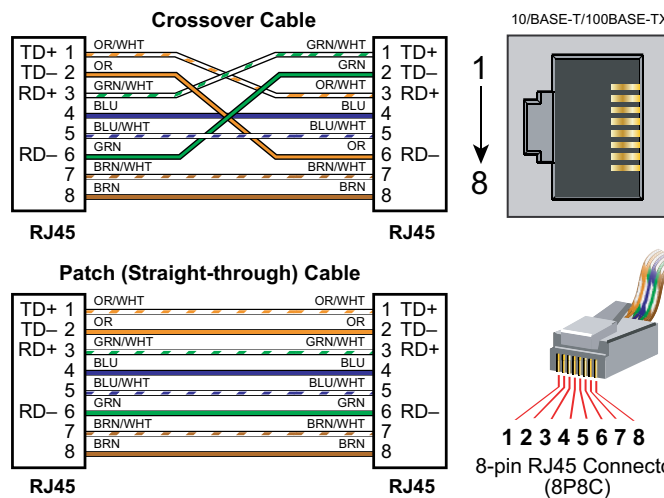 Crossover Cable
10/BASE-T/100BASE-TX
TD+ 1 OR/WHT GRN/WHT 1 TD+
TD– 2 OR GRN 2 TD–
RD+ 3 GRN/WHT OR/WHT 3 RD+
4 BLU BLU 4
5 BLU/WHT BLU/WHT 5
RD– 6 GRN OR 6 RD–
7 BRN/WHT BRN/WHT 7
8 BRN BRN 8
RJ45 RJ45
1
8
Patch (Straight-through) Cable
TD+ 1 OR/WHT OR/WHT 1 TD+
TD– 2 OR OR 2 TD–
RD+ 3 GRN/WHT GRN/WHT 3 RD+
4 BLU BLU 4
5 BLU/WHT BLU/WHT 5
RD– 6 GRN GRN 6 RD–
7 BRN/WHT BRN/WHT 7
8 BRN BRN 8
RJ45 RJ45
1 2 3 4 5 6 7 8
8-pin RJ45 Connecto
(8P8C)